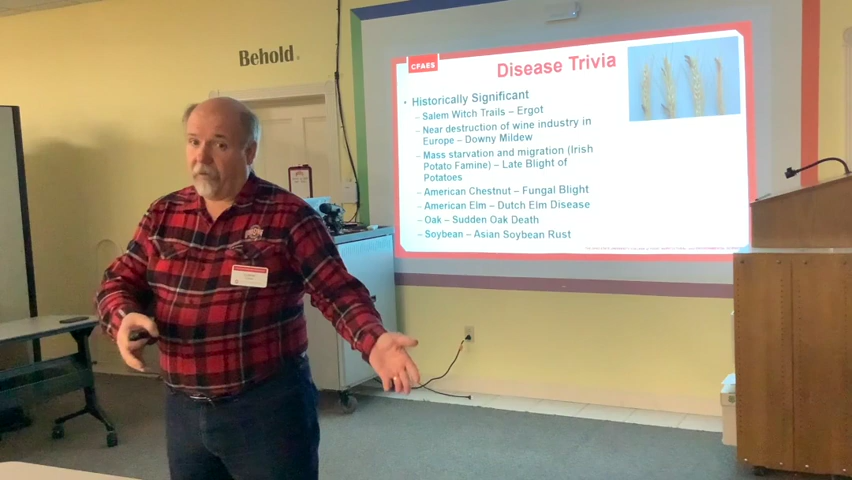 Behold.
CFAES
Disease Trivia
• Historically Significant
– Salem Witch Trails – Ergot
– Near destruction of wine industry in
Europe – Downy Mildew
– Mass starvation and migration (Irish
Potato Famine) – Late Blight of
Potatoes
– American Chestnut – Fungal Blight
– American Elm – Dutch Elm Disease
– Oak – Sudden Oak Death
– Soybean – Asian Soybean Rust